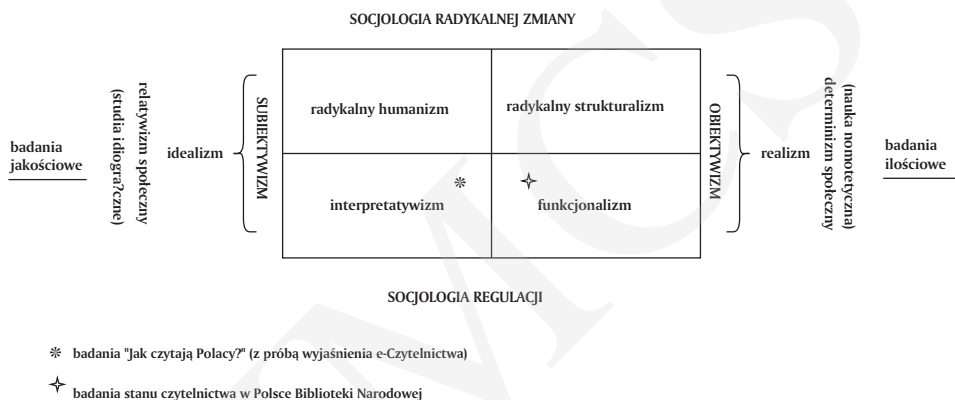 SOCJOLOGIA RADYKALNEJ ZMIANY
badania
jakościowe
relatywizm społeczny
(studia idiogra?czne)
idealizm
SUBIEKTYWIZM
radykalny humanizm
radykalny strukturalizm
interpretatywizm
funkcjonalizm
OBIEKTYWIZM
realizm
(nauka nomotetyczna)
determinizm społeczny
badania
ilościowe
SOCJOLOGIA REGULACJI
badania "Jak czytają Polacy?" (z próbą wyjaśnienia e-Czytelnictwa)
badania stanu czytelnictwa w Polsce Biblioteki Narodowej
UMCS